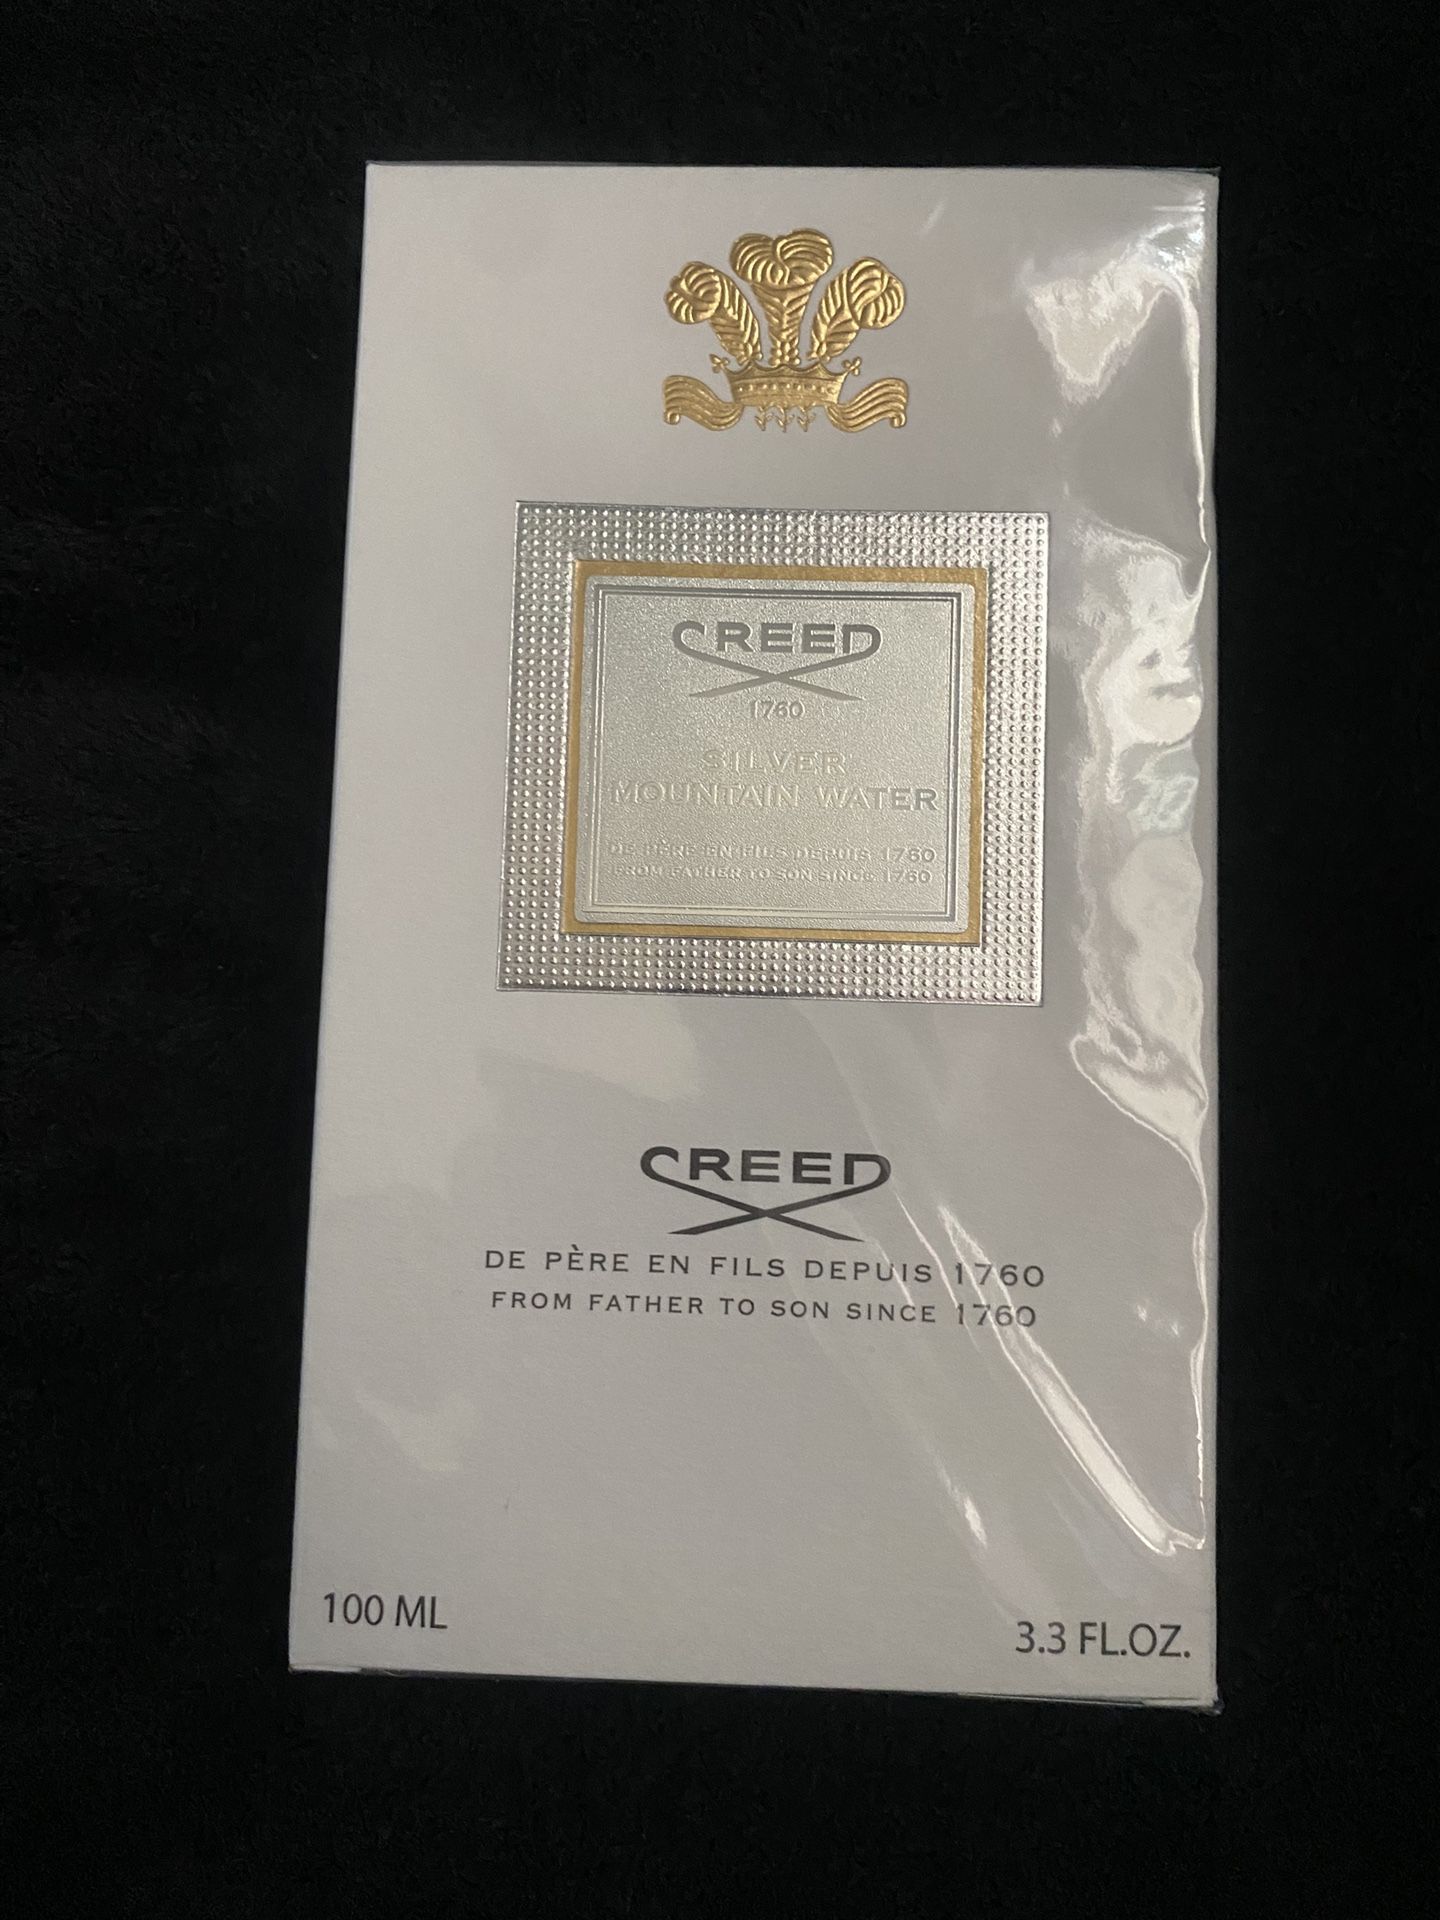 CREED
1760
SILVER
MOUNTAIN WATER
DE PÈRE EN FILS DEPUIS 1760
FROM FATHER TO SON SINCE 1760
CREED
DE PÈRE EN FILS DEPUIS 1760
FROM FATHER TO SON SINCE 1760
100 ML
3.3 FL.OZ.